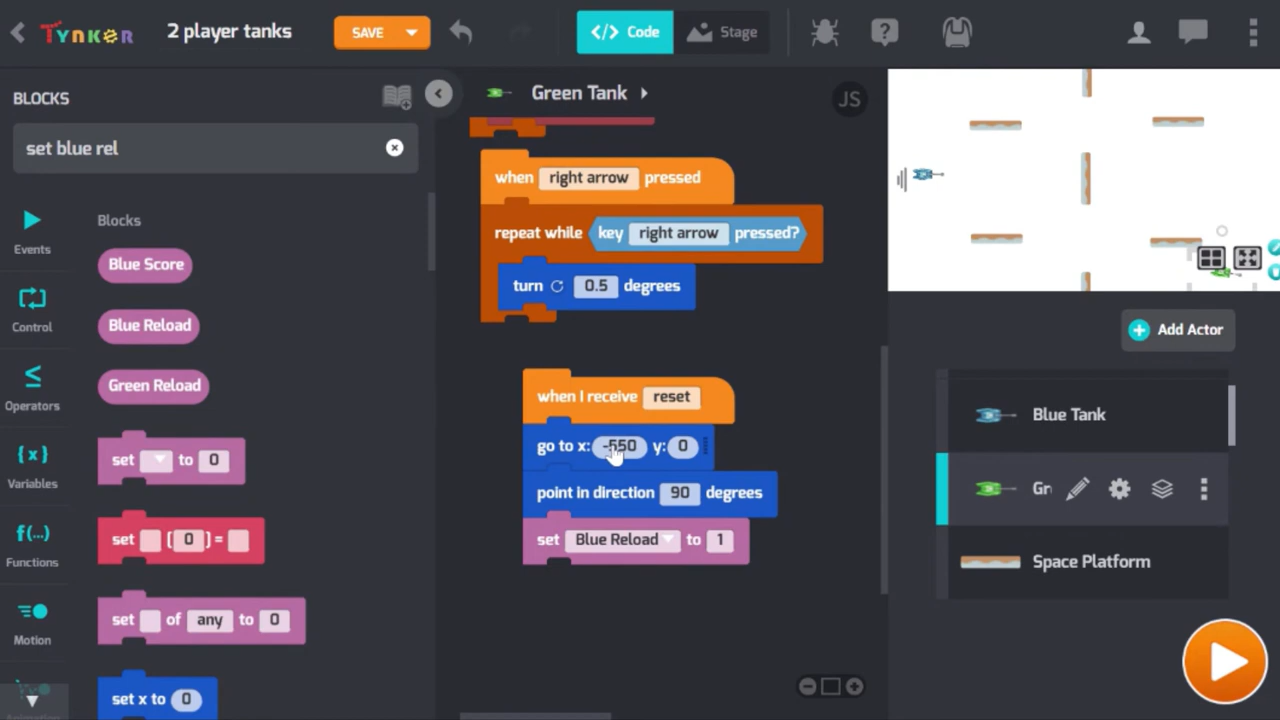 TYNKER
2 player tanks
SAVE
</> Code
Stage
BLOCKS
set blue rel
Events
Control
Operators
{x}
Variables
f(...)
Functions
Motion
Blocks
Blue Score
Blue Reload
Green Reload
set to 0
set [0] =
set of any to 0
set x to 0
Green Tank
JS
when right arrow pressed
repeat while key right arrow pressed?
turn 0.5 degrees
when I receive reset
go to x: -550 y: 0
point in direction 90 degrees
set Blue Reload to 1
Add Actor
Blue Tank
Gr
Space Platform